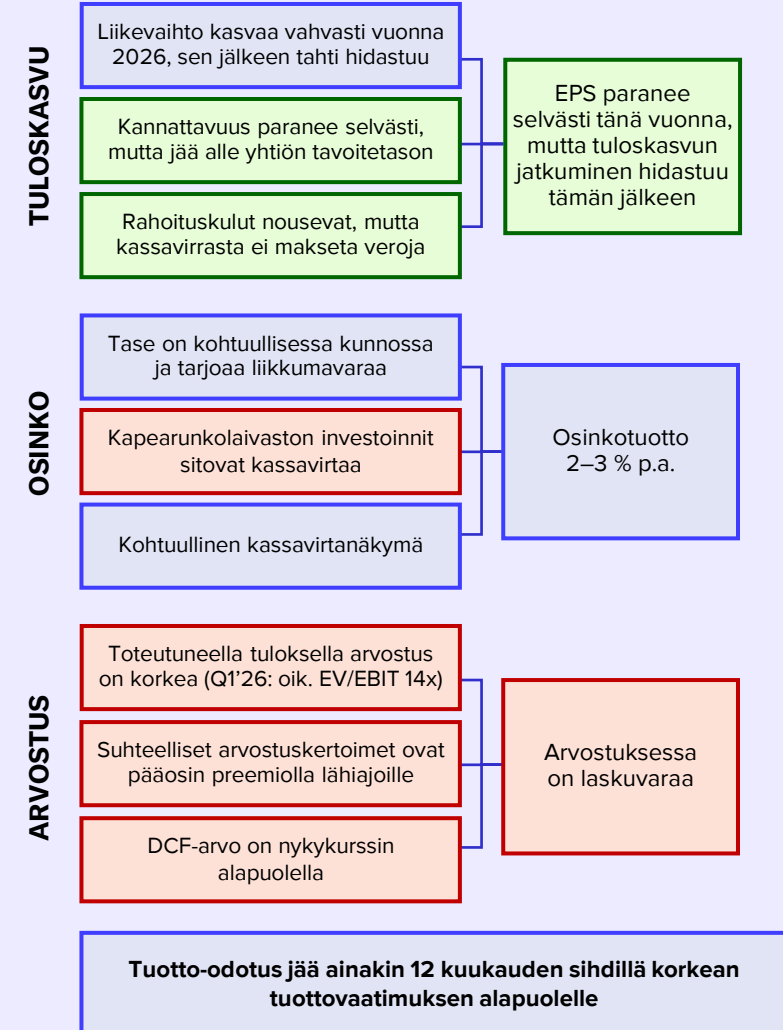 TULOSKASVU
Liikevaihto kasvaa vahvasti vuonna
2026, sen jälkeen tahti hidastuu
Kannattavuus paranee selvästi,
mutta jää alle yhtiön tavoitetason
Rahoituskulut nousevat, mutta
kassavirrasta ei makseta veroja
EPS paranee
selvästi tänä vuonna,
mutta tuloskasvun
jatkuminen hidastuu
tämän jälkeen
OSINKO
Tase on kohtuullisessa kunnossa
ja tarjoaa liikkumavaraa
Kapearunkolaivaston investoinnit
sitovat kassavirtaa
Kohtuullinen kassavirtanäkymä
Osinkotuotto
2–3 % p.a.
ARVOSTUS
Toteutuneella tuloksella arvostus
on korkea (Q1’26: oik. EV/EBIT 14x)
Suhteelliset arvostuskertoimet ovat
pääosin preemiolla lähiajoille
DCF-arvo on nykykurssin
alapuolella
Arvostuksessa
on laskuvaraa
Tuotto-odotus jää ainakin 12 kuukauden sihdillä korkean
tuottovaatimuksen alapuolelle